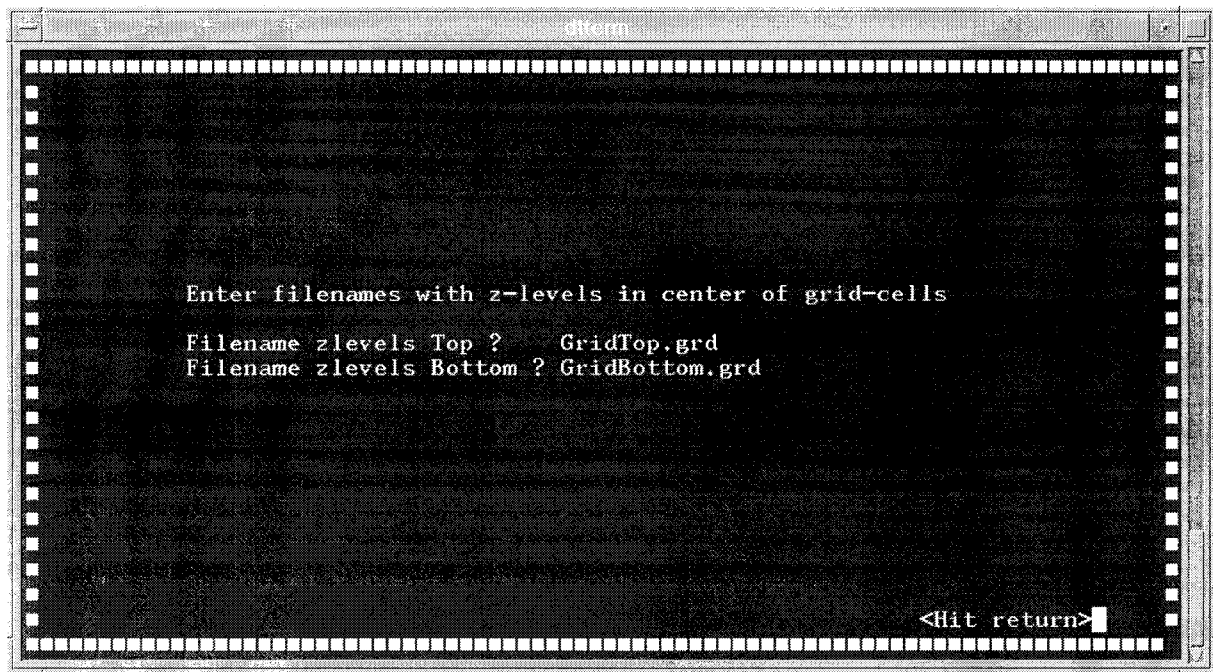 dtterm
Enter filenames with z-levels in center of grid-cells
Filename zlevels Top ? GridTop.grd
Filename zlevels Bottom ? GridBottom.grd
<Hit return>